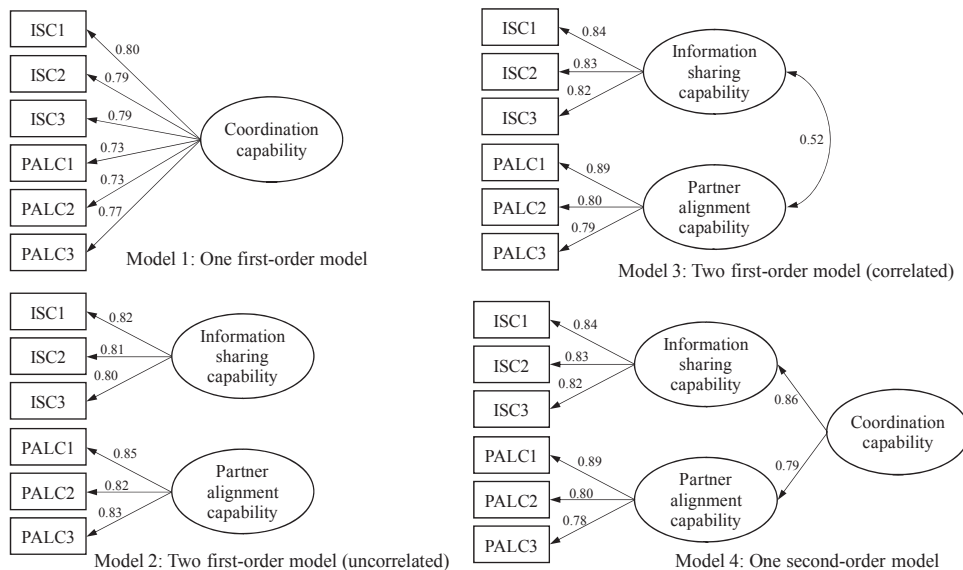 ISC1
ISC2
ISC3
PALC1
PALC2
PALC3
0.80
0.79
0.79
0.73
0.73
0.77
Coordination
capability
Model 1: One first-order model
ISC1
ISC2
ISC3
PALC1
PALC2
PALC3
0.84
0.83
0.82
0.89
0.80
0.79
Information
sharing
capability
Partner
alignment
capability
0.52
Model 3: Two first-order model (correlated)
ISC1
ISC2
ISC3
PALC1
PALC2
PALC3
0.82
0.81
0.80
0.85
0.82
0.83
Information
sharing
capability
Partner
alignment
capability
Model 2: Two first-order model (uncorrelated)
ISC1
ISC2
ISC3
PALC1
PALC2
PALC3
0.84
0.83
0.82
0.89
0.80
0.78
Information
sharing
capability
Partner
alignment
capability
0.86
0.79
Coordination
capability
Model 4: One second-order model